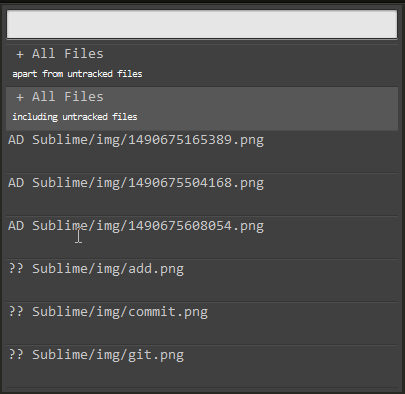 + All Files
apart from untracked files
+ All Files
including untracked files
AD Sublime/img/1490675165389.png
AD Sublime/img/1490675504168.png
AD Sublime/img/1490675608054.png
?? Sublime/img/add.png
?? Sublime/img/commit.png
?? Sublime/img/git.png